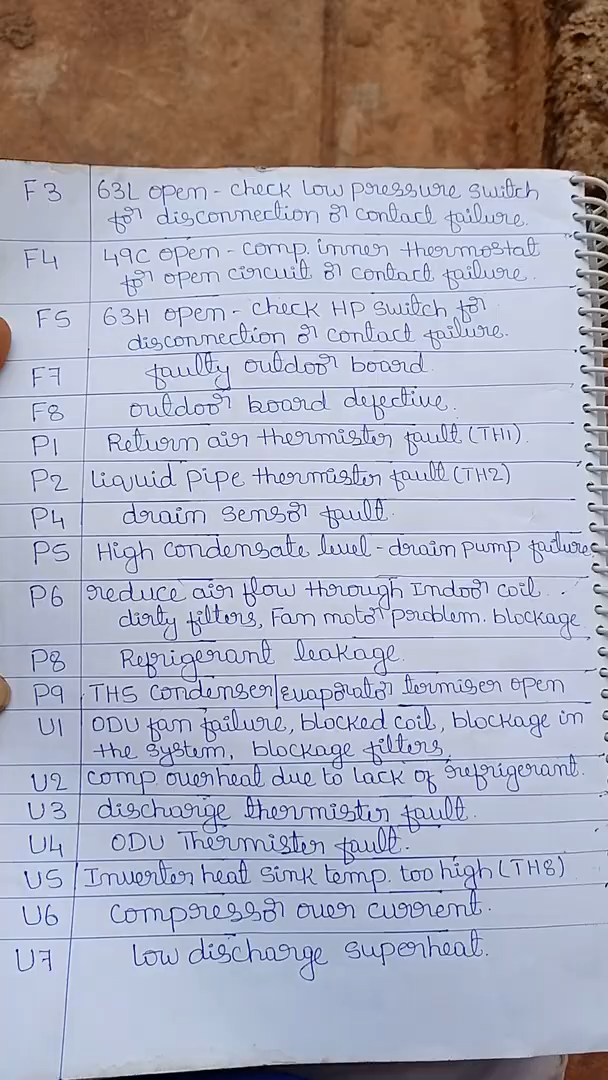 F3 63L open - check low pressure switch
for disconnection or contact failure.
F4 49C open - comp. inner thermostat
for open circuit or contact failure.
F5 63H open - check HP switch for
disconnection or contact failure.
F7 faulty outdoor board.
F8 outdoor board defective.
P1 Return air thermister fault (TH1).
P2 liquid pipe thermister fault (TH2)
P4 drain sensor fault.
P5 High condensate level - drain pump failure
P6 reduce air flow through Indoor coil.
dirty filters, Fan motor problem. blockage
P8 Refrigerant leakage.
P9 TH5 condenser/Evaporator termiser open
U1 ODU fan failure, blocked coil, blockage in
the system, blockage filters.
U2 comp. overheat due to lack of refrigerant.
U3 discharge thermister fault.
U4 ODU Thermister fault.
U5 Inverter heat sink temp. too high (TH8)
U6 compressor over current.
U7 low discharge superheat.